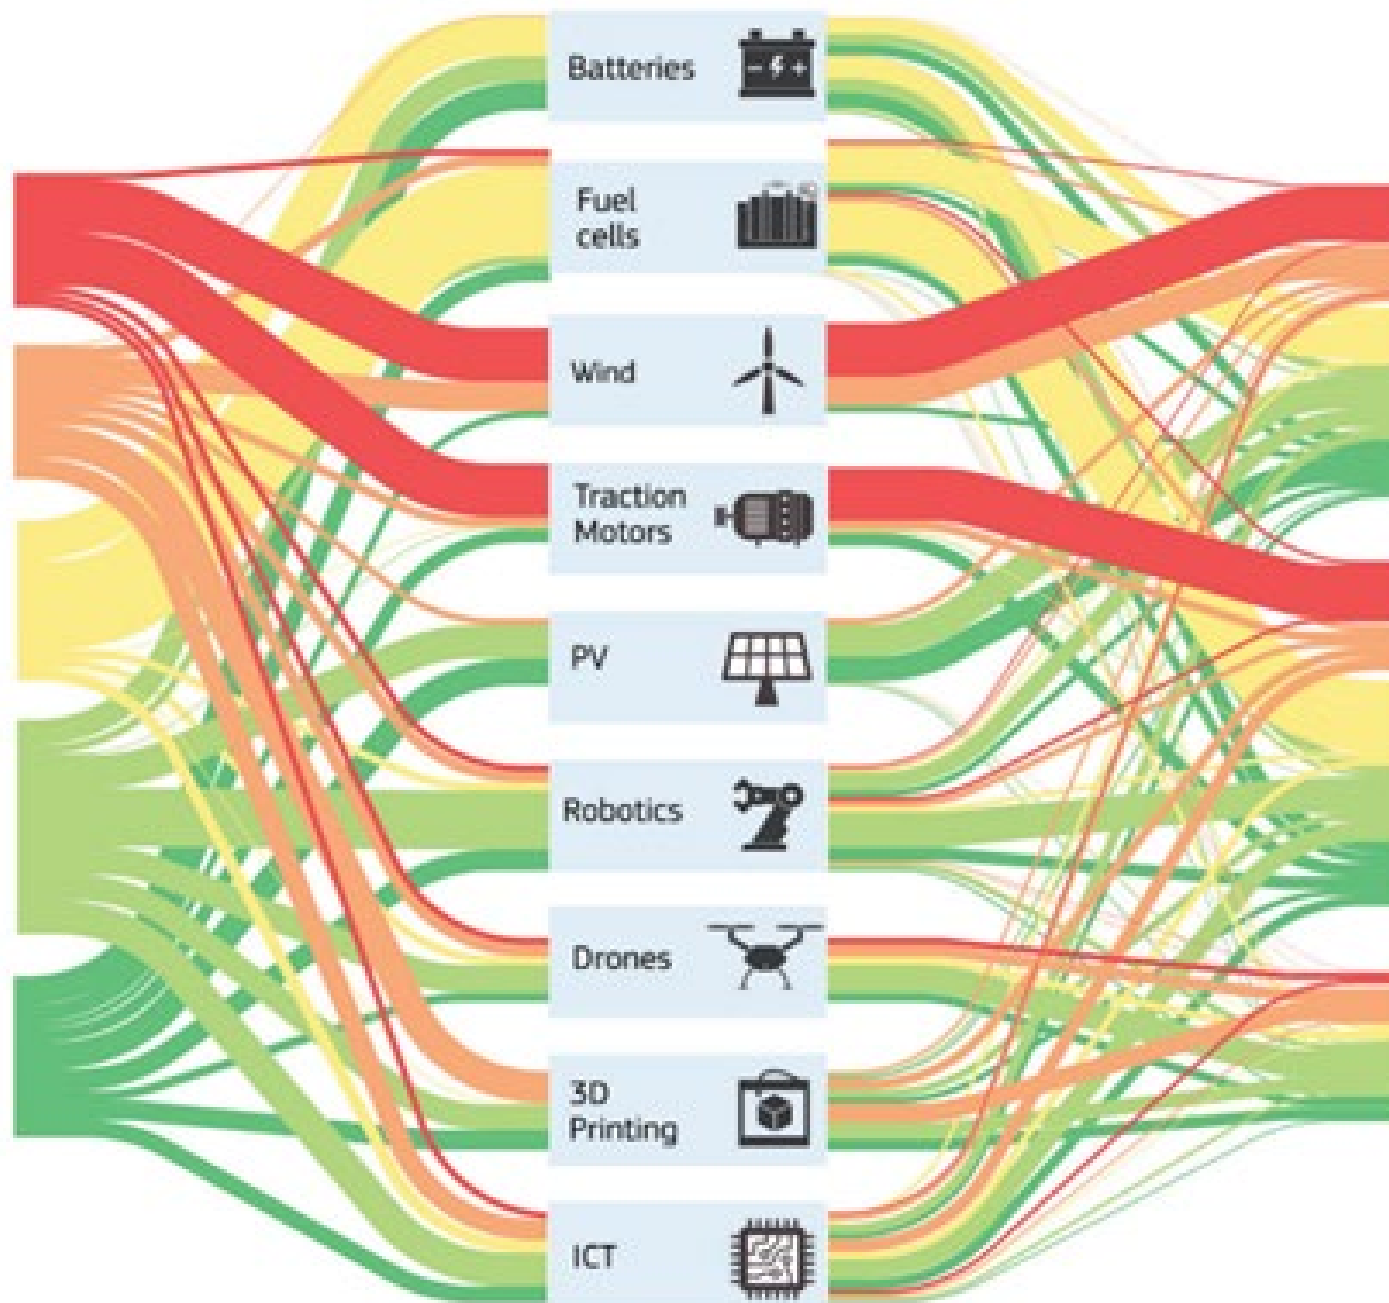 Batteries
Fuel
cells
Wind
Traction
Motors
PV
Robotics
Drones
3D
Printing
ICT